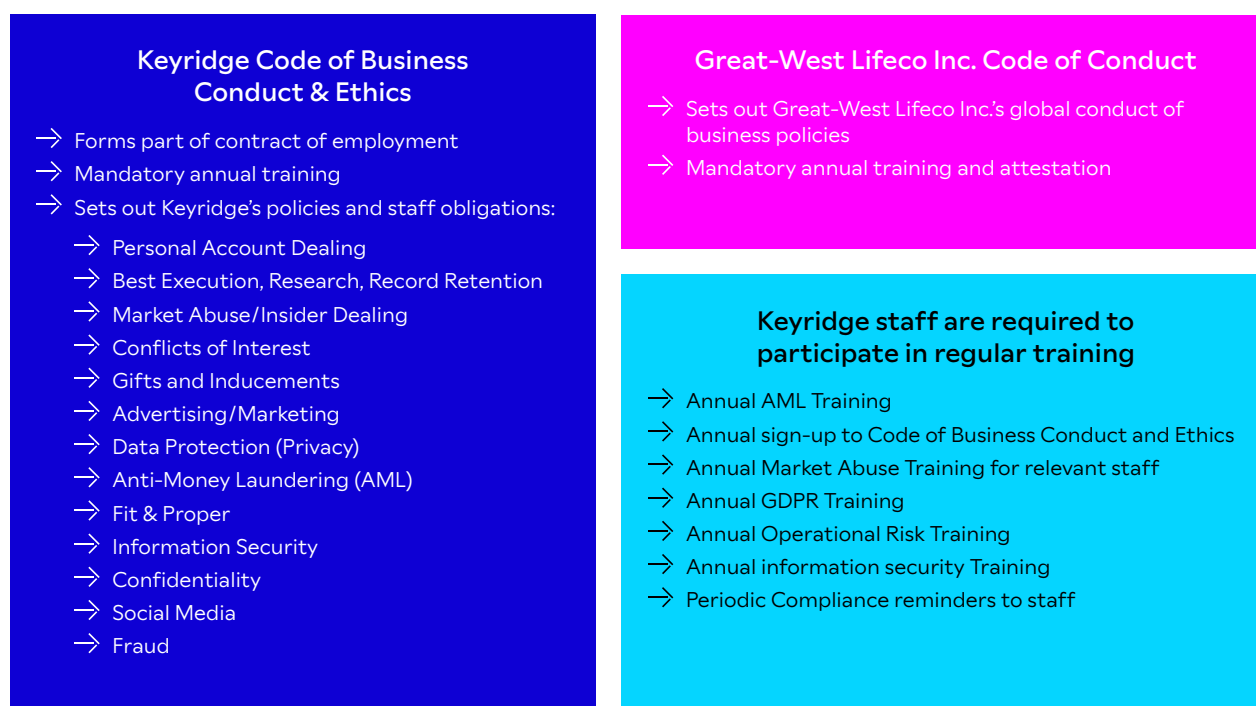 Keyridge Code of Business
Conduct & Ethics
→ Forms part of contract of employment
→ Mandatory annual training
→ Sets out Keyridge’s policies and staff obligations:
→ Personal Account Dealing
→ Best Execution, Research, Record Retention
→ Market Abuse/Insider Dealing
→ Conflicts of Interest
→ Gifts and Inducements
→ Advertising/Marketing
→ Data Protection (Privacy)
→ Anti-Money Laundering (AML)
→ Fit & Proper
→ Information Security
→ Confidentiality
→ Social Media
→ Fraud
Great-West Lifeco Inc. Code of Conduct
→ Sets out Great-West Lifeco Inc.’s global conduct of
business policies
→ Mandatory annual training and attestation
Keyridge staff are required to
participate in regular training
→ Annual AML Training
→ Annual sign-up to Code of Business Conduct and Ethics
→ Annual Market Abuse Training for relevant staff
→ Annual GDPR Training
→ Annual Operational Risk Training
→ Annual information security Training
→ Periodic Compliance reminders to staff